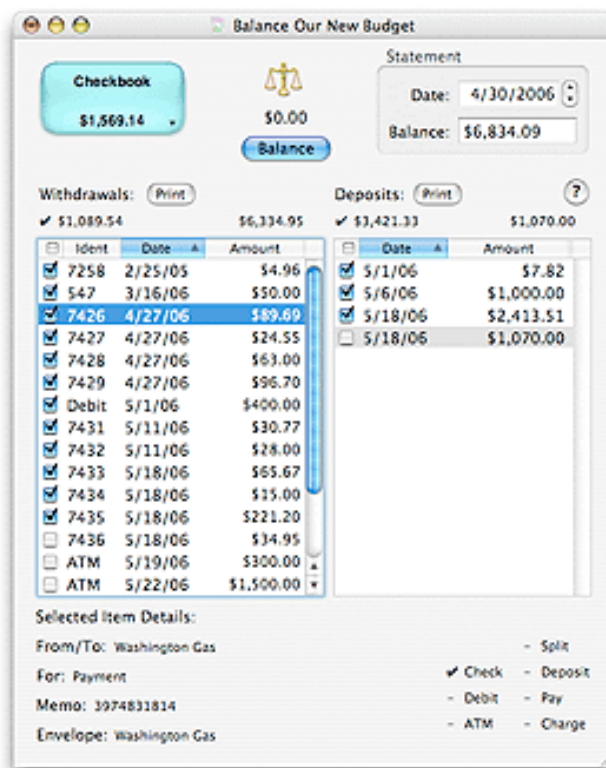 Balance Our New Budget
Checkbook
$1,569.14
$0.00
Balance
Statement
Date: 4/30/2006
Balance: $6,834.09
Withdrawals: Print
✔ $1,089.54 $6,334.95
Ident Date Amount
7258 2/25/05 $4.96
547 3/16/06 $50.00
7426 4/27/06 $89.69
7427 4/27/06 $24.55
7428 4/27/06 $63.00
7429 4/27/06 $96.70
Debit 5/1/06 $400.00
7431 5/11/06 $30.77
7432 5/11/06 $28.00
7433 5/18/06 $65.67
7434 5/18/06 $15.00
7435 5/18/06 $221.20
7436 5/18/06 $34.95
ATM 5/19/06 $300.00
ATM 5/22/06 $1,500.00
Deposits: Print ?
✔ $3,421.33 $1,070.00
Date Amount
5/1/06 $7.82
5/6/06 $1,000.00
5/18/06 $2,413.51
5/18/06 $1,070.00
Selected Item Details:
From/To: Washington Gas
For: Payment
Memo: 3974831814
Envelope: Washington Gas
- Split
✔ Check - Deposit
- Debit - Pay
- ATM - Charge